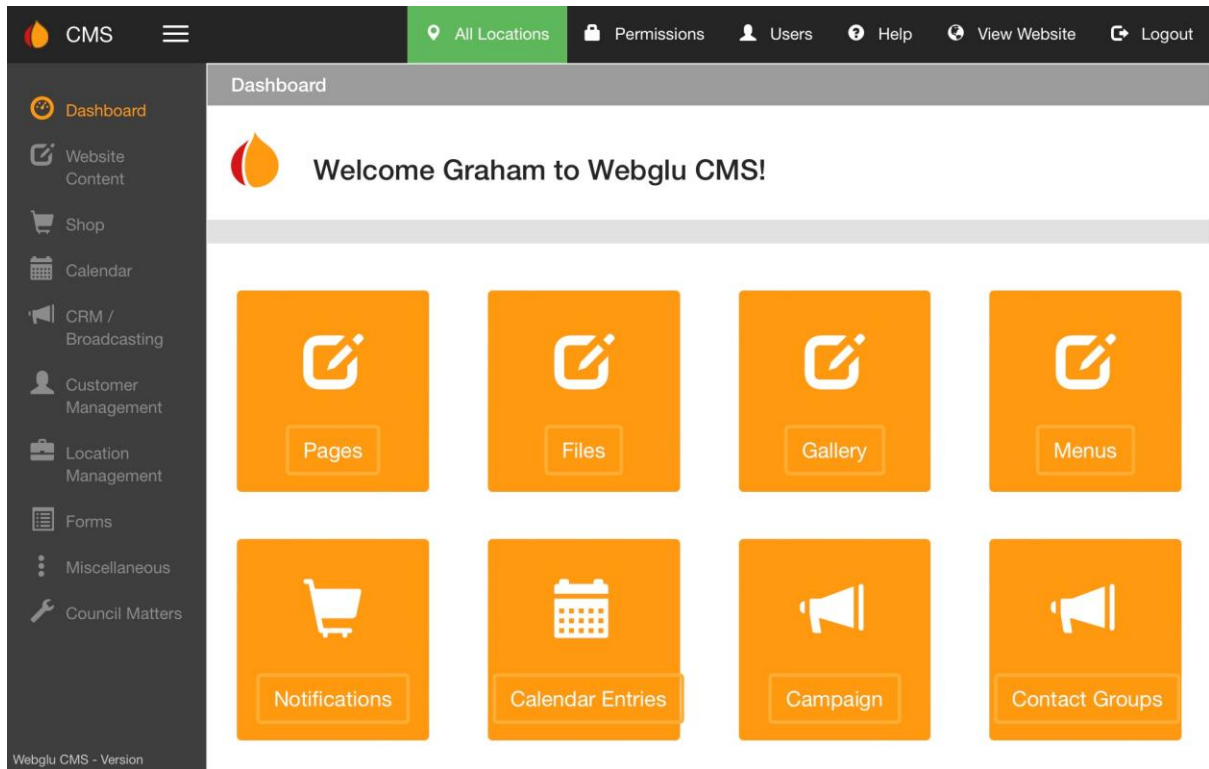 CMS
All Locations
Permissions
Users
Help
View Website
Logout
Dashboard
Website
Content
Shop
Calendar
CRM /
Broadcasting
Customer
Management
Location
Management
Forms
Miscellaneous
Council Matters
Webglu CMS - Version
Dashboard
Welcome Graham to Webglu CMS!
Pages
Files
Gallery
Menus
Notifications
Calendar Entries
Campaign
Contact Groups